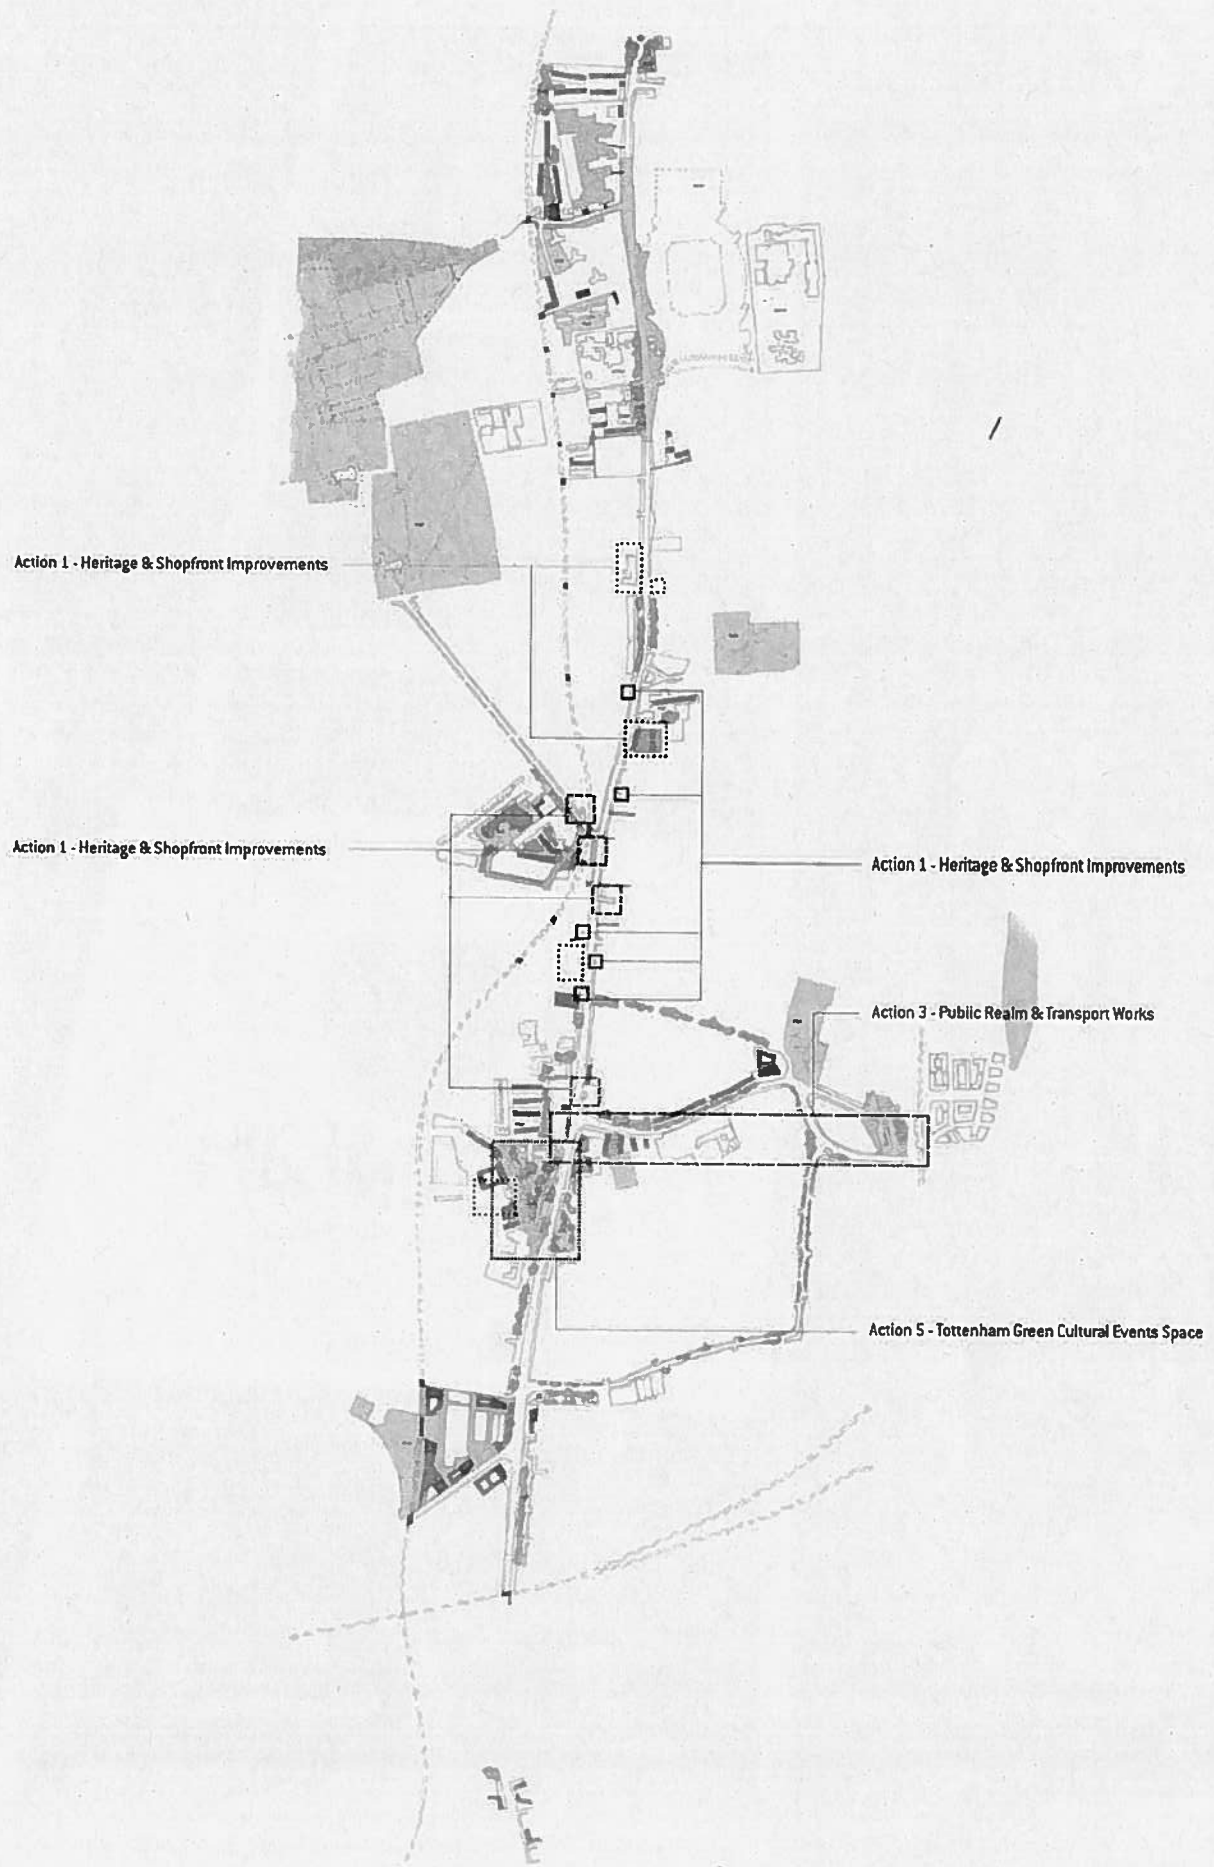 Action 1 - Heritage & Shopfront Improvements
Action 1 - Heritage & Shopfront Improvements
Action 1 - Heritage & Shopfront Improvements
Action 3 - Public Realm & Transport Works
Action 5 - Tottenham Green Cultural Events Space